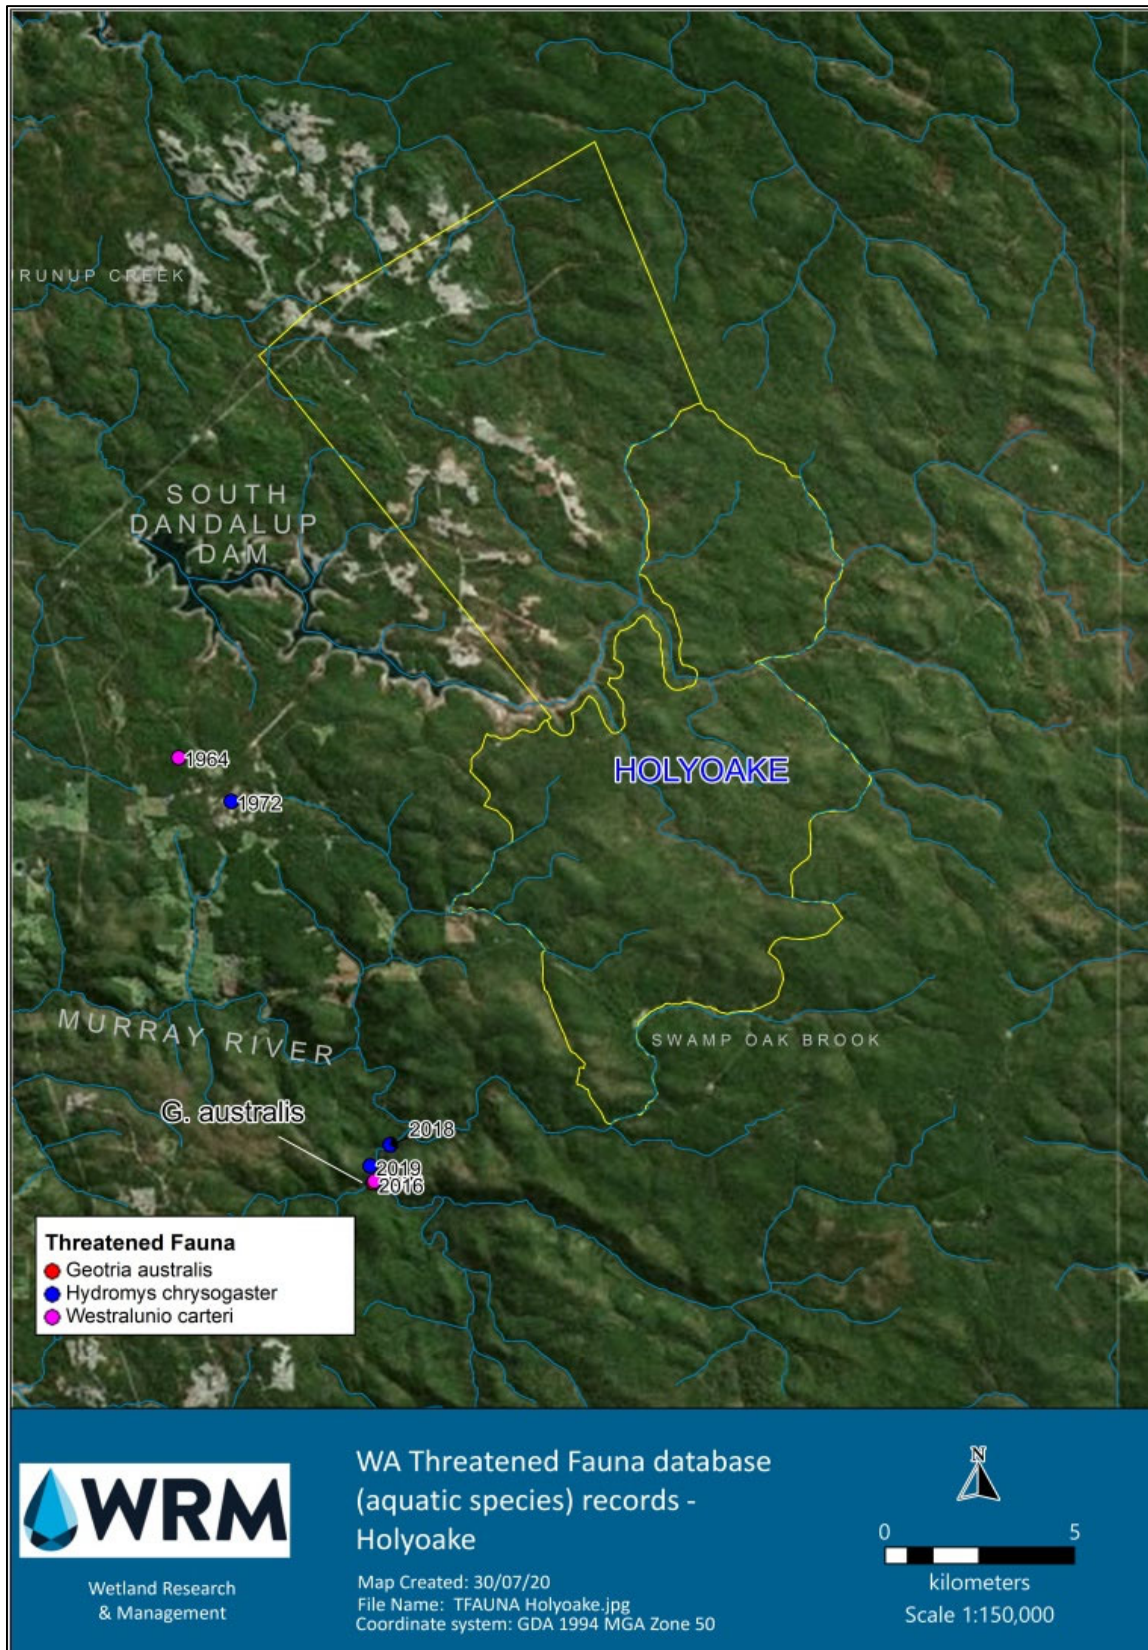 RUNUP CREEK
SOUTH
DANDALUP
DAM
1964
HOLYOAKE
1972
MURRAY RIVER
SWAMP OAK BROOK
G. australis
2018
2019
2016
Threatened Fauna
Geotria australis
Hydromys chrysogaster
Westralunio carteri
WRM
Wetland Research
& Management
WA Threatened Fauna database
(aquatic species) records -
Holyoake
Map Created: 30/07/20
File Name: TFAUNA Holyoake.jpg
Coordinate system: GDA 1994 MGA Zone 50
N
0 5
kilometers
Scale 1:150,000